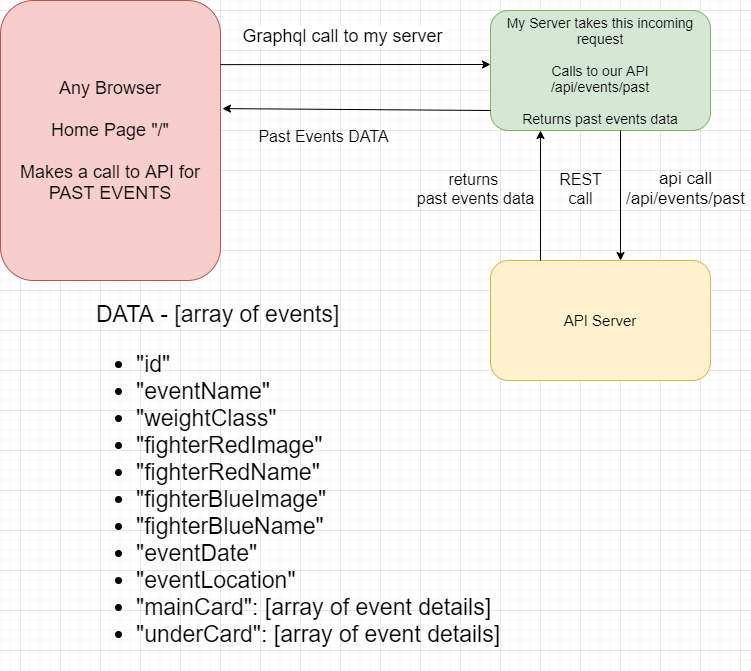 Any Browser
Home Page "/"
Makes a call to API for
PAST EVENTS
Graphql call to my server
Past Events DATA
My Server takes this incoming
request
Calls to our API
/api/events/past
Returns past events data
returns
past events data
REST
call
api call
/api/events/past
API Server
DATA - [array of events]
• "id"
• "eventName"
• "weightClass"
• "fighterRedImage"
• "fighterRedName"
• "fighterBlueImage"
• "fighterBlueName"
• "eventDate"
• "eventLocation"
• "mainCard": [array of event details]
• "underCard": [array of event details]